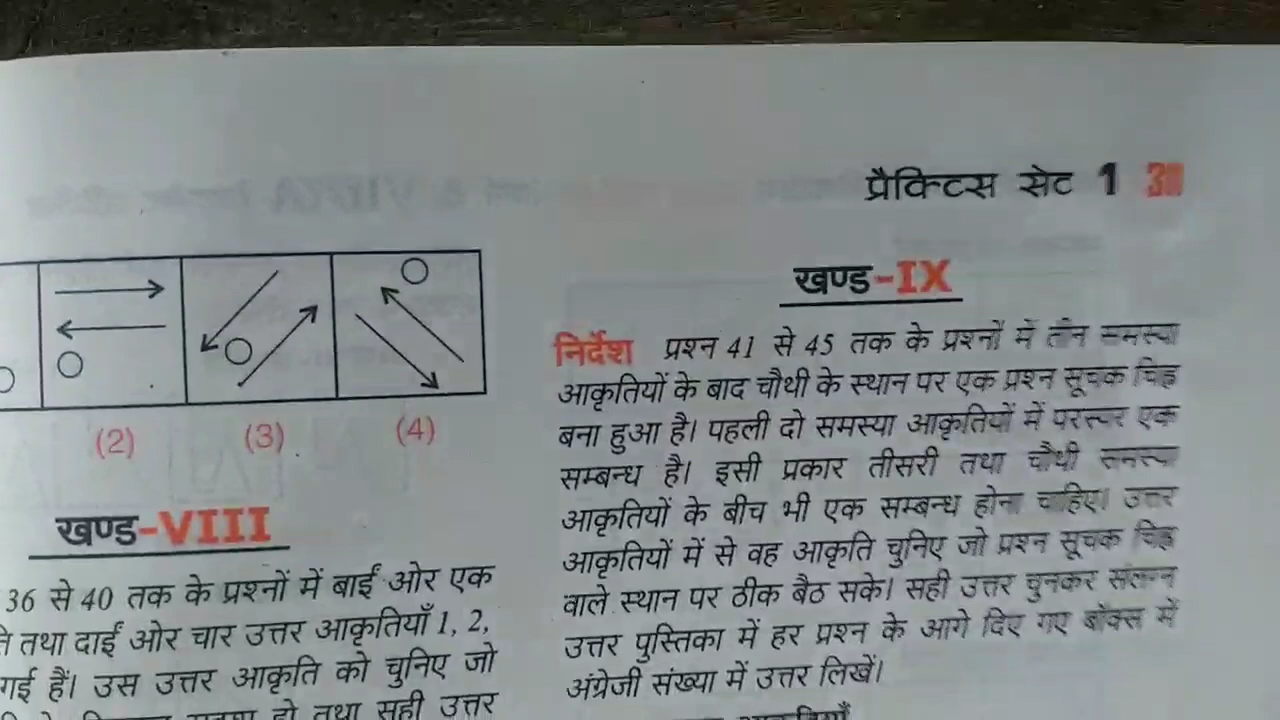 प्रैक्टिस सेट 1
(2)
(3)
(4)
खण्ड-VIII
36 से 40 तक के प्रश्नों में बाईं ओर एक
तथा दाईं ओर चार उत्तर आकृतियाँ 1, 2,
गई हैं। उस उत्तर आकृति को चुनिए जो
हो तथा सही उत्तर
खण्ड-IX
निर्देश प्रश्न 41 से 45 तक के प्रश्नों में तीन समस्या
आकृतियों के बाद चौथी के स्थान पर एक प्रश्न सूचक चिह्न
बना हुआ है। पहली दो समस्या आकृतियों में परस्पर एक
सम्बन्ध है। इसी प्रकार तीसरी तथा चौथी समस्या
आकृतियों के बीच भी एक सम्बन्ध होना चाहिए। उत्तर
आकृतियों में से वह आकृति चुनिए जो प्रश्न सूचक चिह्न
वाले स्थान पर ठीक बैठ सके। सही उत्तर चुनकर संलग्न
उत्तर पुस्तिका में हर प्रश्न के आगे दिए गए बॉक्स में
अंग्रेजी संख्या में उत्तर लिखें।